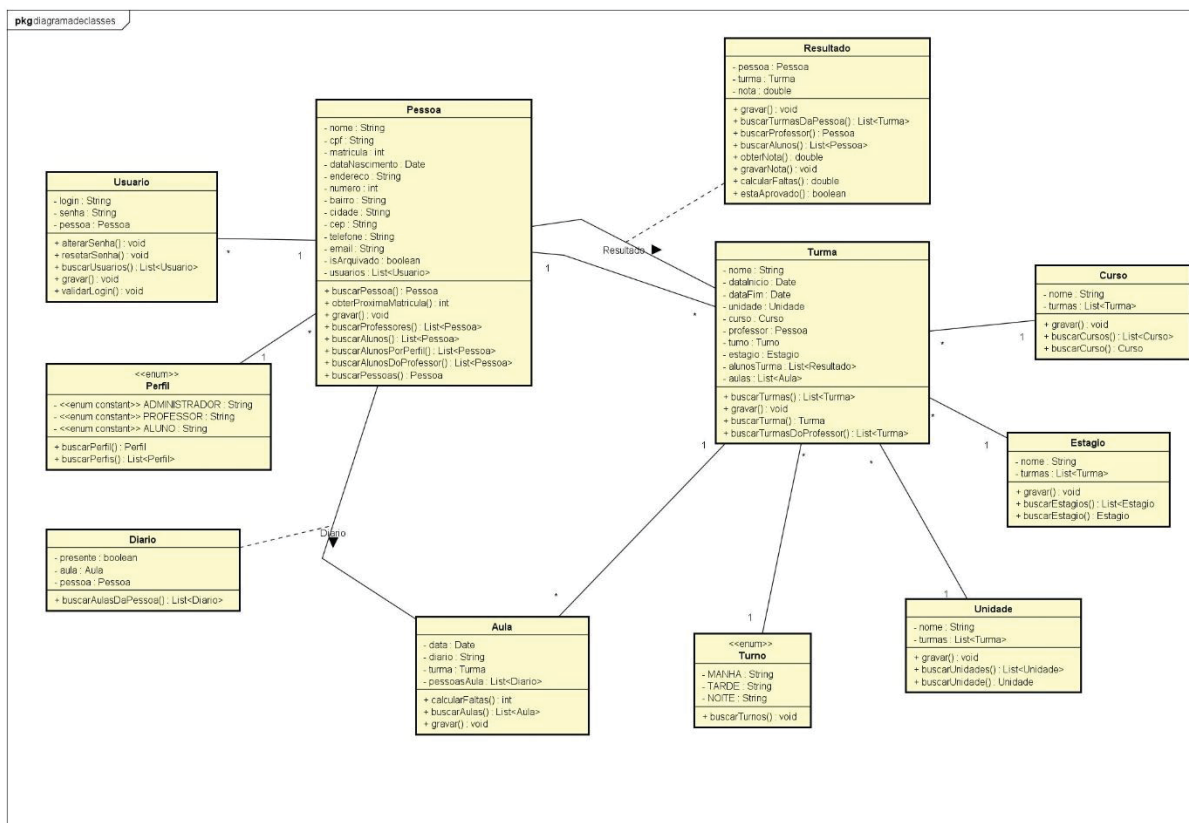 pkg diagramadeclasses
Resultado
- pessoa : Pessoa
- turma : Turma
- nota : double
+ gravar() : void
+ buscarTurmasDaPessoa() : List<Turma>
+ buscarProfessor() : Pessoa
+ buscarAlunos() : List<Pessoa>
+ obterNota() : double
+ gravarNota() : void
+ calcularFaltas() : double
+ estaAprovado() : boolean
Pessoa
- nome : String
- cpf : String
- matricula : int
- dataNascimento : Date
- endereco : String
- numero : int
- bairro : String
- cidade : String
- cep : String
- telefone : String
- email : String
- isArquivado : boolean
- usuarios : List<Usuario>
+ buscarPessoa() : Pessoa
+ obterProximaMatricula() : int
+ gravar() : void
+ buscarProfessores() : List<Pessoa>
+ buscarAlunos() : List<Pessoa>
+ buscarAlunosPorPerfil() : List<Pessoa>
+ buscarAlunosDoProfessor() : List<Pessoa>
+ buscarPessoas() : Pessoa
Usuario
- login : String
- senha : String
- pessoa : Pessoa
+ alterarSenha() : void
+ resetarSenha() : void
+ buscarUsuarios() : List<Usuario>
+ gravar() : void
+ validarLogin() : void
* 1
Resultado
1 *
Turma
- nome : String
- dataInicio : Date
- dataFim : Date
- unidade : Unidade
- curso : Curso
- professor : Pessoa
- turno : Turno
- estagio : Estagio
- alunosTurma : List<Resultado>
- aulas : List<Aula>
+ buscarTurmas() : List<Turma>
+ gravar() : void
+ buscarTurma() : Turma
+ buscarTurmasDoProfessor() : List<Turma>
Curso
- nome : String
- turmas : List<Turma>
+ gravar() : void
+ buscarCursos() : List<Curso>
+ buscarCurso() : Curso
* 1
1 *
<<enum>>
Perfil
- <<enum constant>> ADMINISTRADOR : String
- <<enum constant>> PROFESSOR : String
- <<enum constant>> ALUNO : String
+ buscarPerfil() : Perfil
+ buscarPerfis() : List<Perfil>
* 1
Estagio
- nome : String
- turmas : List<Turma>
+ gravar() : void
+ buscarEstagios() : List<Estagio
+ buscarEstagio() : Estagio
1 * *
Diario
Diario
- presente : boolean
- aula : Aula
- pessoa : Pessoa
+ buscarAulasDaPessoa() : List<Diario>
* 1 1
Aula
- data : Date
- diario : String
- turma : Turma
- pessoasAula : List<Diario>
+ calcularFaltas() : int
+ buscarAulas() : List<Aula>
+ gravar() : void
<<enum>>
Turno
- MANHA : String
- TARDE : String
- NOITE : String
+ buscarTurnos() : void
Unidade
- nome : String
- turmas : List<Turma>
+ gravar() : void
+ buscarUnidades() : List<Unidade>
+ buscarUnidade() : Unidade